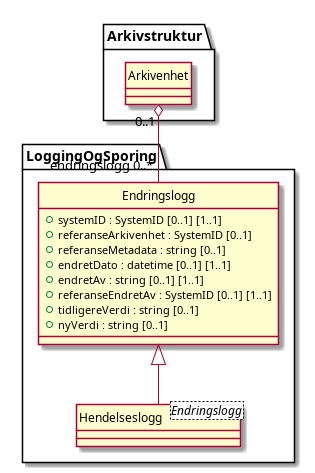 Arkivstruktur
Arkivenhet
0..1
LoggingOgSporing
endringslogg 0..*
Endringslogg
systemID : SystemID [0..1] [1..1]
referanseArkivenhet : SystemID [0..1]
referanseMetadata : string [0..1]
endretDato : datetime [0..1] [1..1]
endretAv : string [0..1] [1..1]
referanseEndretAv : SystemID [0..1] [1..1]
tidligereVerdi : string [0..1]
nyVerdi : string [0..1]
Endringslogg
Hendelseslogg